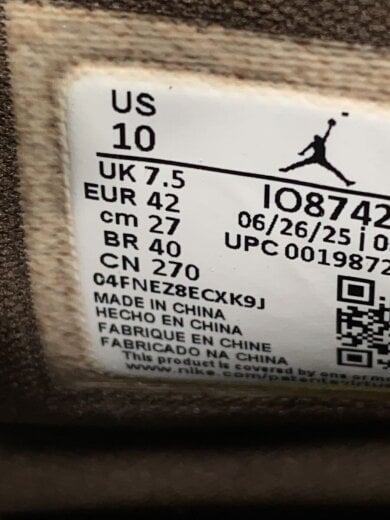 US
10
UK 7.5
EUR 42
cm 27
BR 40
CN 270
IO8742
06/26/25 | 0
UPC 0019872
04FNEZ8ECXK9J
MADE IN CHINA
HECHO EN CHINA
FABRIQUE EN CHINE
FABRICADO NA CHINA
This product is covered by one or
www.nike.com/patents